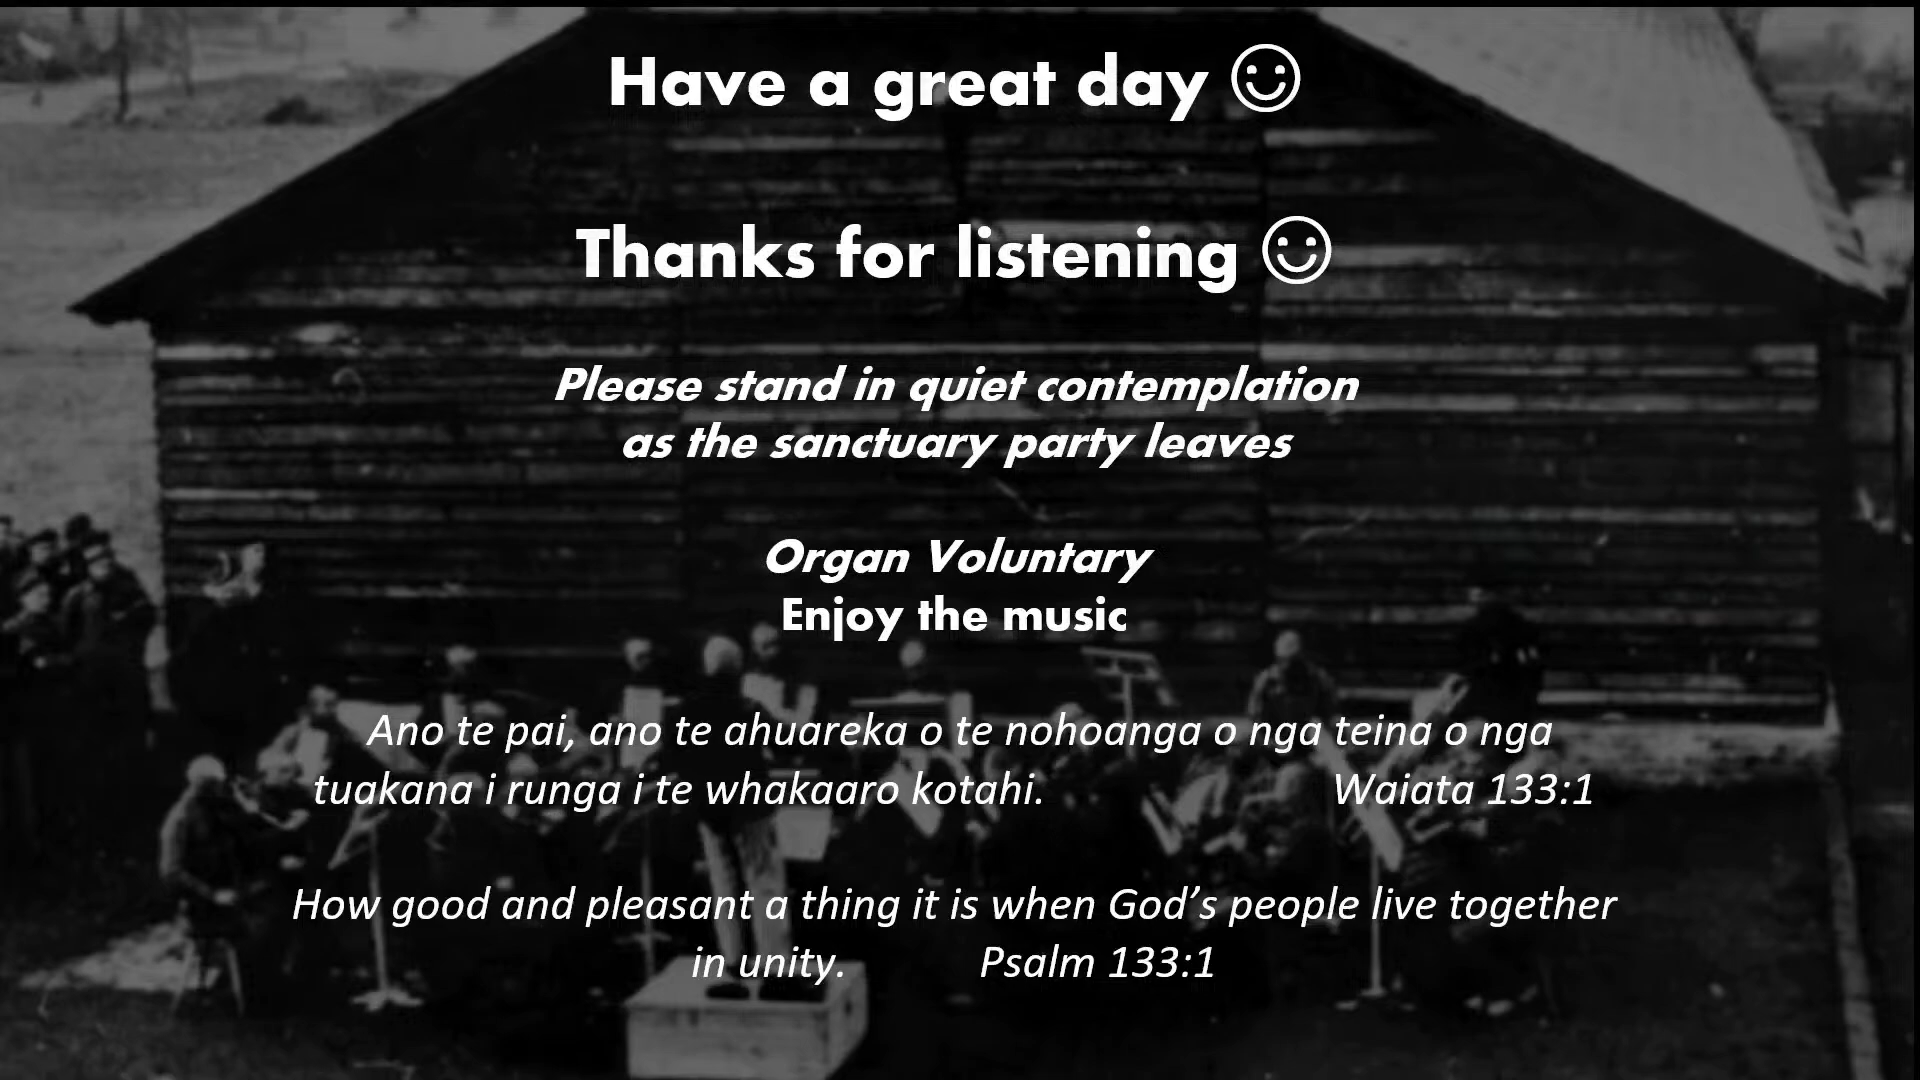 Have a great day ☺
Thanks for listening ☺
Please stand in quiet contemplation
as the sanctuary party leaves
Organ Voluntary
Enjoy the music
Ano te pai, ano te ahuareka o te nohoanga o nga teina o nga
tuakana i runga i te whakaaro kotahi. Waiata 133:1
How good and pleasant a thing it is when God’s people live together
in unity. Psalm 133:1